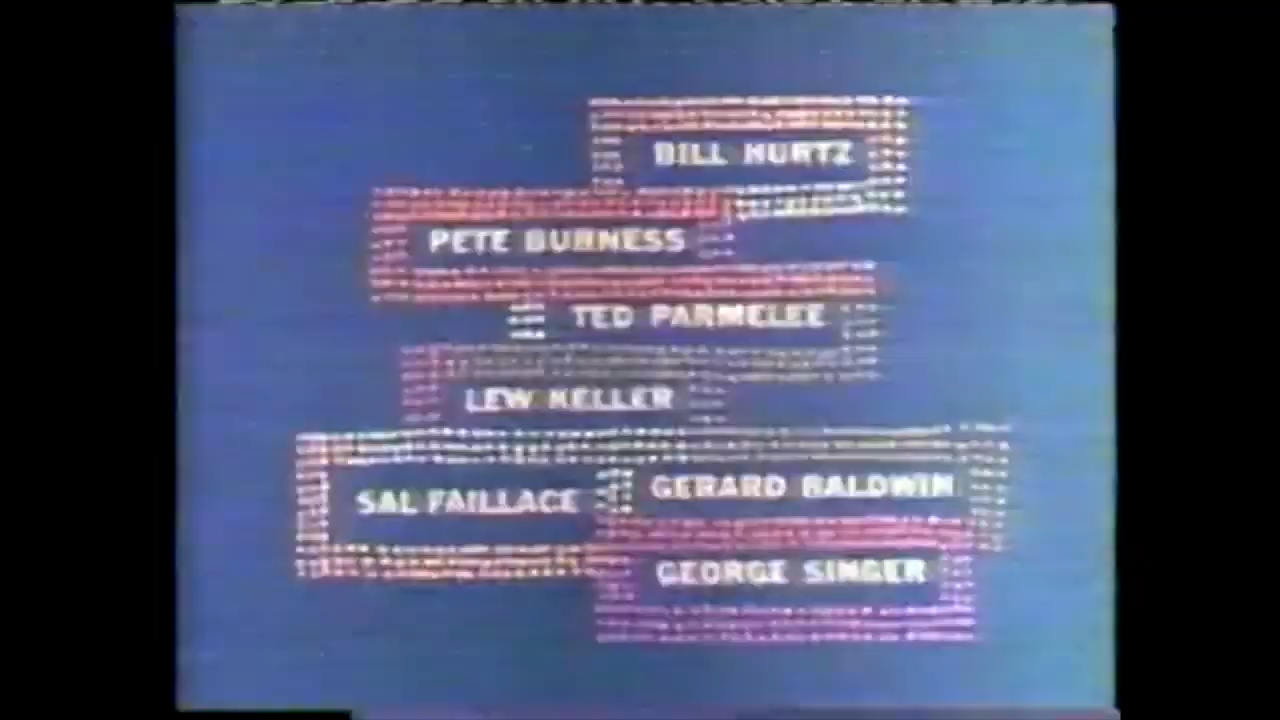 BILL HURTZ
PETE BURNESS
TED PARMELEE
LEW KELLER
SAL FAILLACE
GERARD BALDWIN
GEORGE SINGER